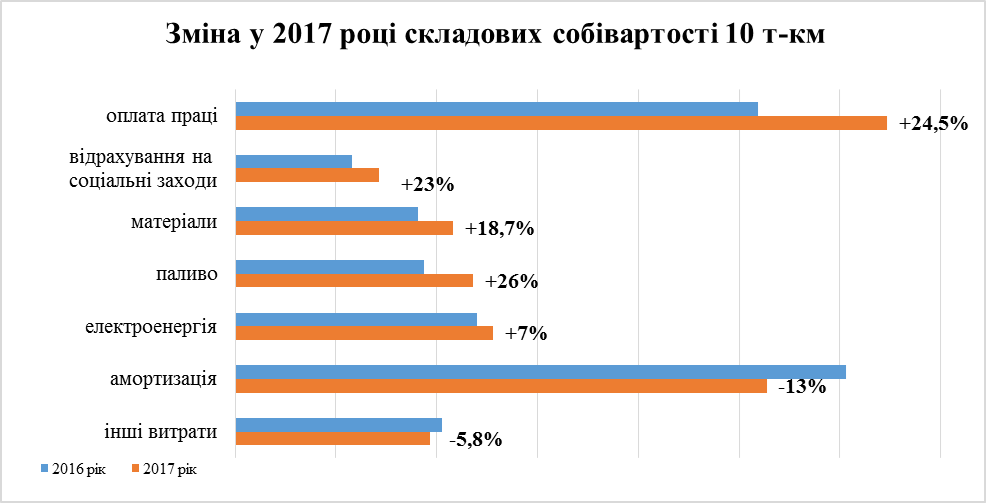 Зміна у 2017 році складових собівартості 10 т-км
оплата праці
+24,5%
відрахування на
соціальні заходи
+23%
матеріали
+18,7%
паливо
+26%
електроенергія
+7%
амортизація
-13%
інші витрати
-5,8%
2016 рік
2017 рік